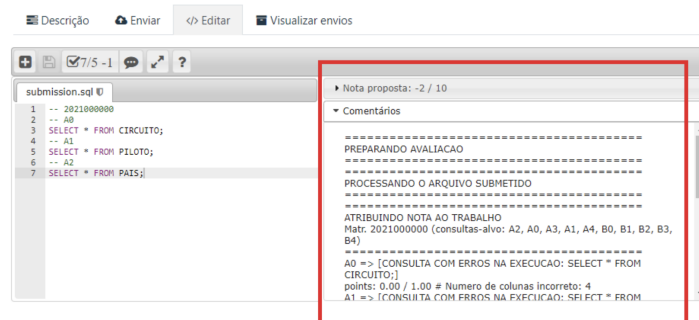 Descrição Enviar </> Editar Visualizar envios
7/5 -1 ?
submission.sql
Nota proposta: -2 / 10
Comentários
1 -- 2021000000
2 -- A0
3 SELECT * FROM CIRCUITO;
4 -- A1
5 SELECT * FROM PILOTO;
6 -- A2
7 SELECT * FROM PAIS;
=========================================
PREPARANDO AVALIACAO
=========================================
=========================================
PROCESSANDO O ARQUIVO SUBMETIDO
=========================================
=========================================
ATRIBUINDO NOTA AO TRABALHO
Matr. 2021000000 (consultas-alvo: A2, A0, A3, A1, A4, B0, B1, B2, B3,
B4)
=========================================
A0 => [CONSULTA COM ERROS NA EXECUCAO: SELECT * FROM
CIRCUITO;]
points: 0.00 / 1.00 # Numero de colunas incorreto: 4
A1 => [CONSULTA COM ERROS NA EXECUCAO: SELECT * FROM